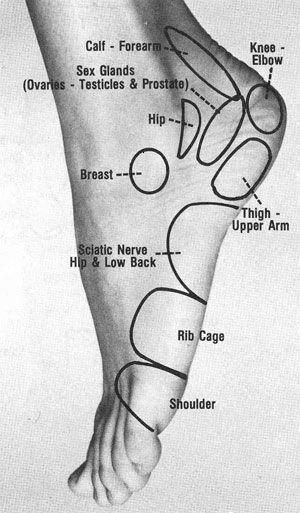 Calf - Forearm
Knee -
Elbow
Sex Glands
(Ovaries - Testicles & Prostate)
Hip
Breast
Thigh -
Upper Arm
Sciatic Nerve
Hip & Low Back
Rib Cage
Shoulder